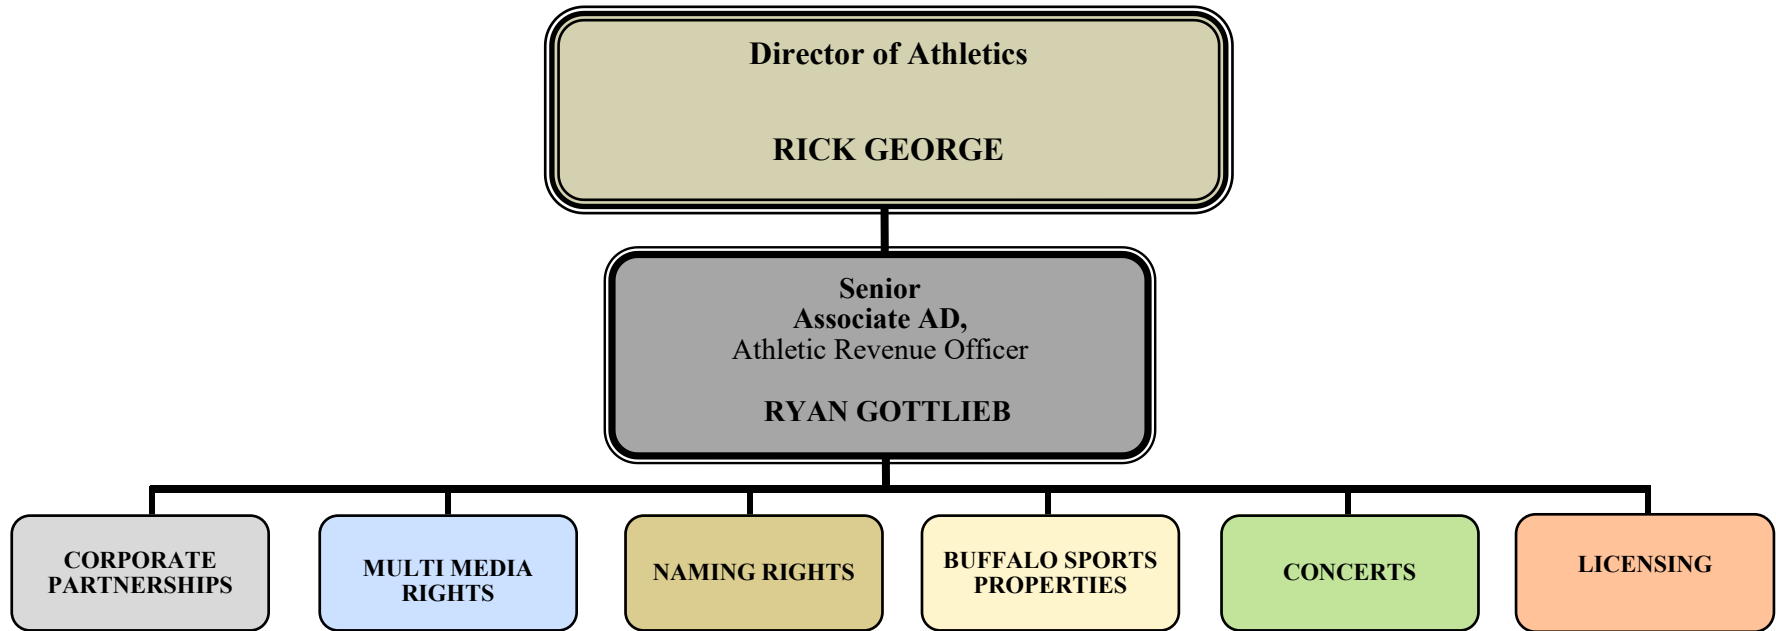 Director of Athletics
RICK GEORGE
Senior
Associate AD,
Athletic Revenue Officer
RYAN GOTTLIEB
CORPORATE
PARTNERSHIPS
MULTI MEDIA
RIGHTS
NAMING RIGHTS
BUFFALO SPORTS
PROPERTIES
CONCERTS
LICENSING